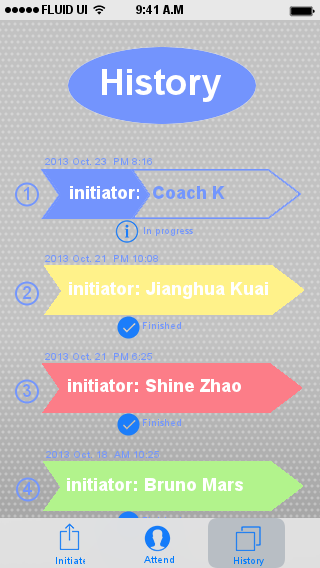 FLUID UI 9:41 A.M
History
2013 Oct. 23 PM 8:16
1 initiator: Coach K
In progress
2013 Oct. 21 PM 10:08
2 initiator: Jianghua Kuai
Finished
2013 Oct. 21 PM 6:25
3 initiator: Shine Zhao
Finished
2013 Oct. 18 AM 10:25
4 initiator: Bruno Mars
Initiate Attend History